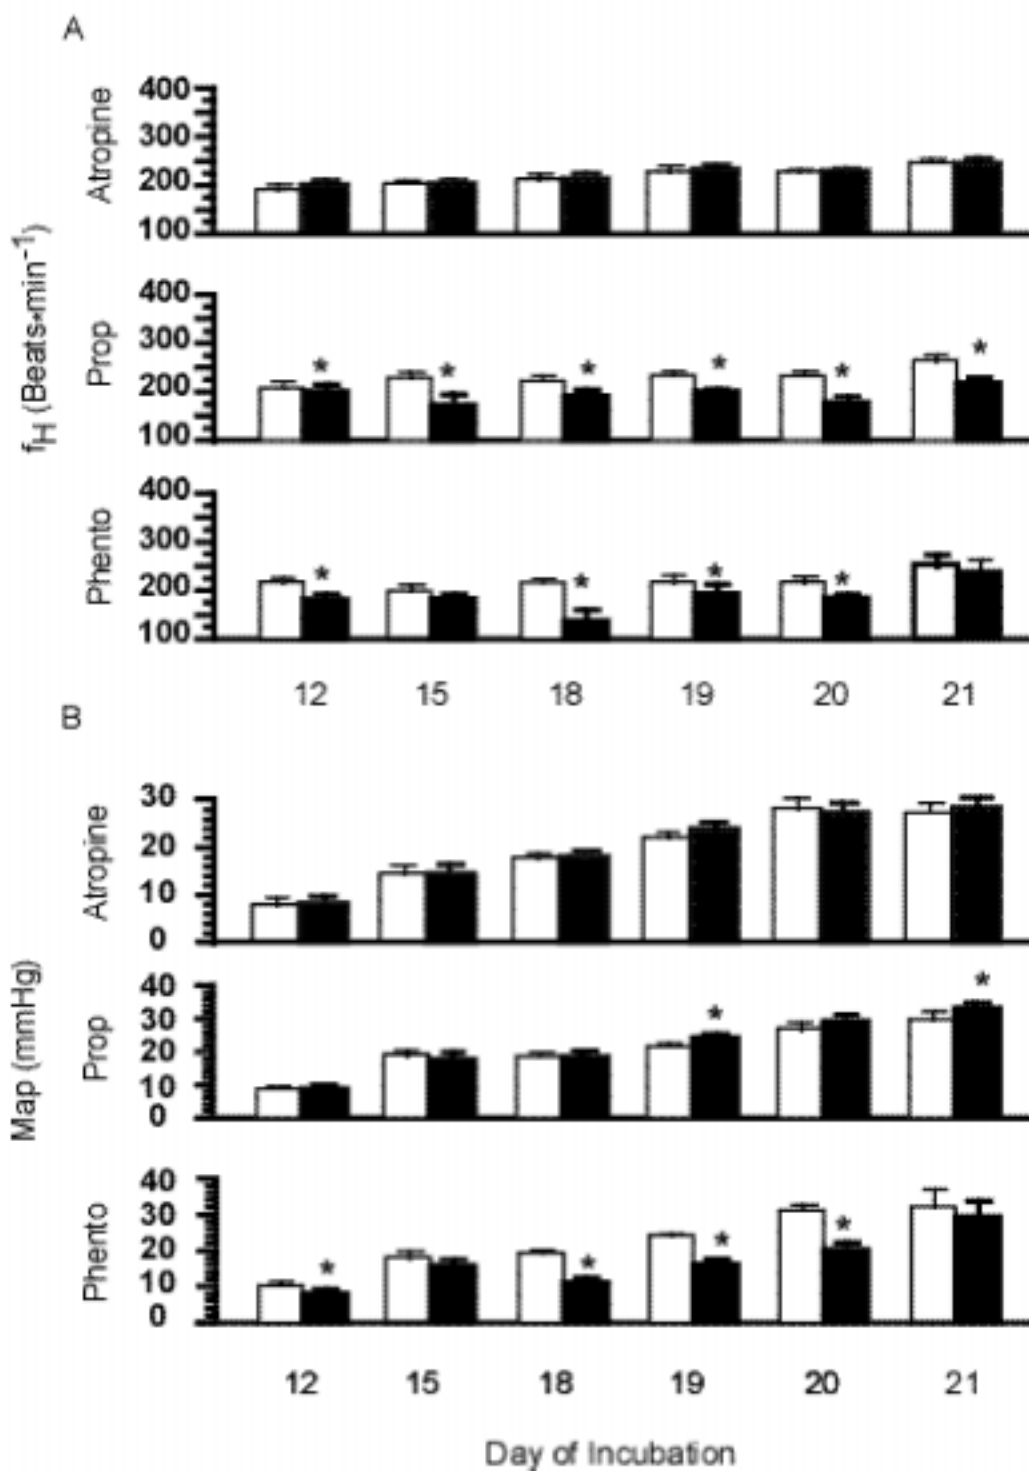 A
Atropine
400
300
200
100
Prop
400
*
300
* * * * *
200
100
Phento
400
300
* * * *
200
100
fH (Beats•min⁻¹)
12 15 18 19 20 21
B
Atropine
30
20
10
0
Prop
40
*
30
*
20
10
0
Phento
40
30
*
20
* *
*
10
0
Map (mmHg)
12 15 18 19 20 21
Day of Incubation